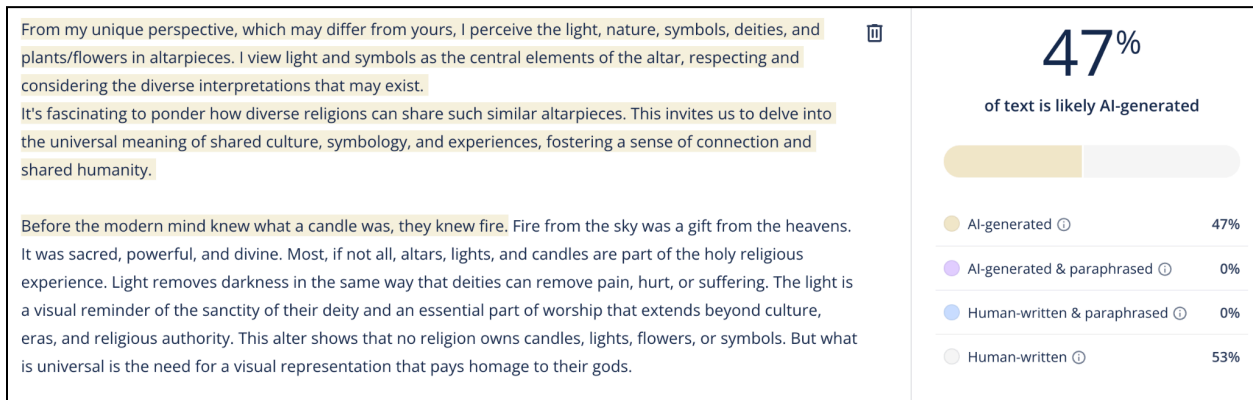 From my unique perspective, which may differ from yours, I perceive the light, nature, symbols, deities, and
plants/flowers in altarpieces. I view light and symbols as the central elements of the altar, respecting and
considering the diverse interpretations that may exist.
It's fascinating to ponder how diverse religions can share such similar altarpieces. This invites us to delve into
the universal meaning of shared culture, symbology, and experiences, fostering a sense of connection and
shared humanity.
Before the modern mind knew what a candle was, they knew fire. Fire from the sky was a gift from the heavens.
It was sacred, powerful, and divine. Most, if not all, altars, lights, and candles are part of the holy religious
experience. Light removes darkness in the same way that deities can remove pain, hurt, or suffering. The light is
a visual reminder of the sanctity of their deity and an essential part of worship that extends beyond culture,
eras, and religious authority. This alter shows that no religion owns candles, lights, flowers, or symbols. But what
is universal is the need for a visual representation that pays homage to their gods.
47%
of text is likely AI-generated
AI-generated 47%
AI-generated & paraphrased 0%
Human-written & paraphrased 0%
Human-written 53%